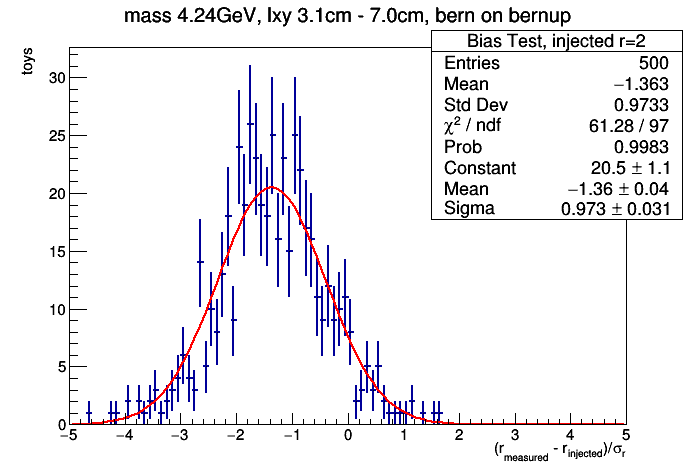 mass 4.24GeV, lxy 3.1cm - 7.0cm, bern on bernup
Bias Test, injected r=2
Entries 500
Mean −1.363
Std Dev 0.9733
χ² / ndf 61.28 / 97
Prob 0.9983
Constant 20.5 ± 1.1
Mean −1.36 ± 0.04
Sigma 0.973 ± 0.031
toys
30
25
20
15
10
5
0
−5 −4 −3 −2 −1 0 1 2 3 4 5
(r_measured - r_injected)/σ_r